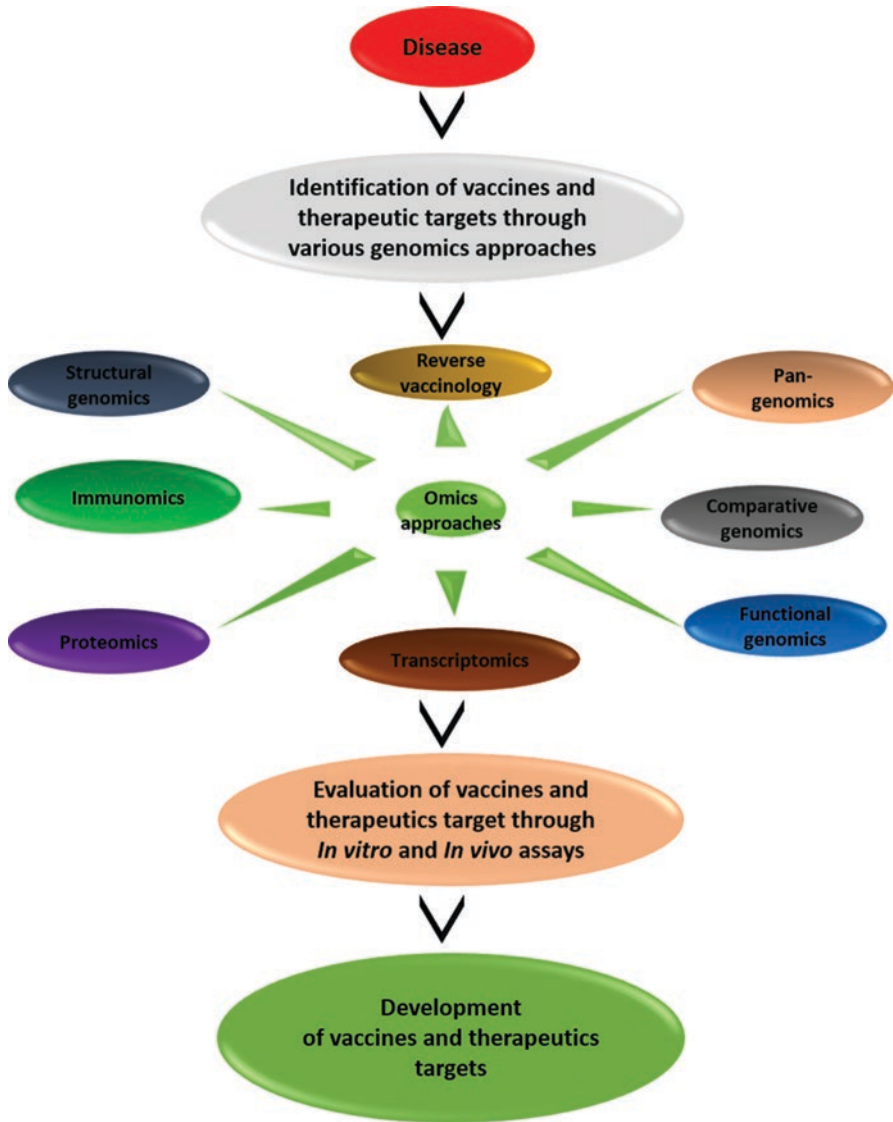 Disease
Identification of vaccines and
therapeutic targets through
various genomics approaches
Structural
genomics
Reverse
vaccinology
Pan-
genomics
Immunomics
Omics
approaches
Comparative
genomics
Proteomics
Transcriptomics
Functional
genomics
Evaluation of vaccines and
therapeutics target through
In vitro and In vivo assays
Development
of vaccines and therapeutics
targets